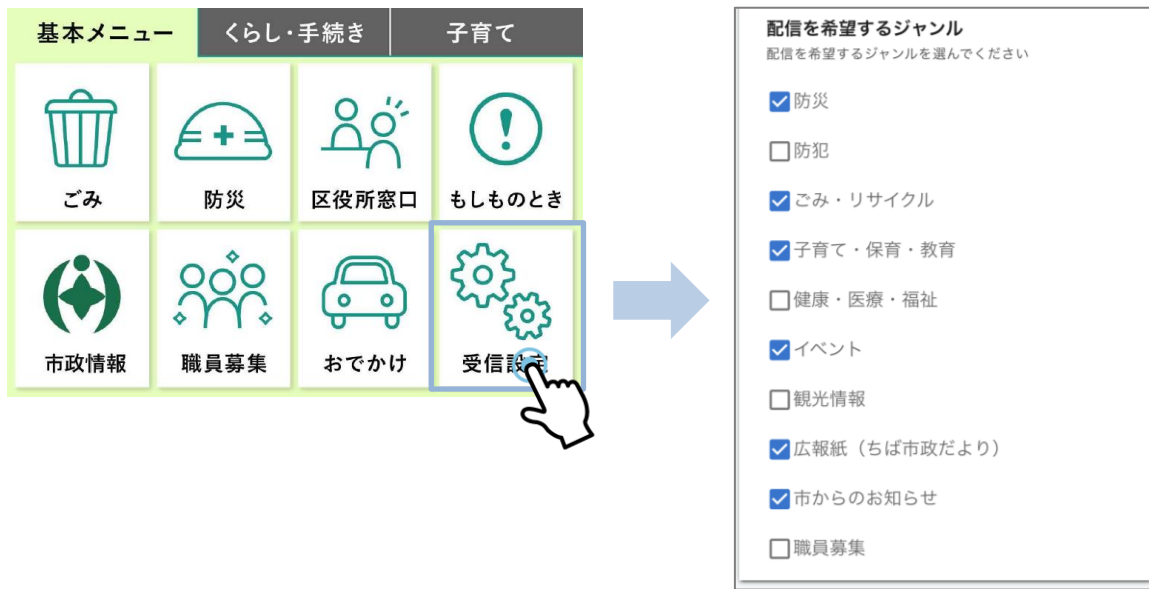 基本メニュー
くらし・手続き
子育て
ごみ
防災
区役所窓口
もしものとき
市政情報
職員募集
おでかけ
受信設定
配信を希望するジャンル
配信を希望するジャンルを選んでください
防災
防犯
ごみ・リサイクル
子育て・保育・教育
健康・医療・福祉
イベント
観光情報
広報紙（ちば市政だより）
市からのお知らせ
職員募集